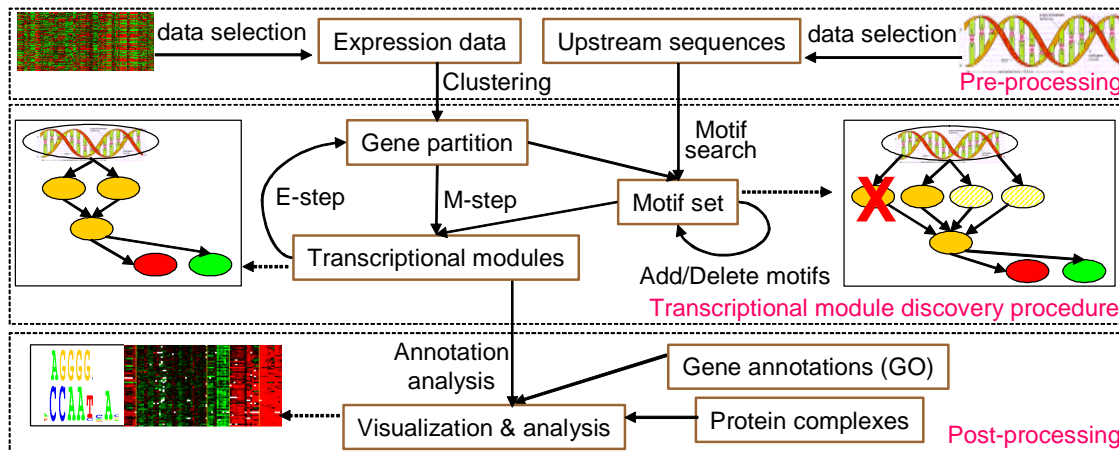 data selection
Expression data
Upstream sequences
data selection
Pre-processing
Clustering
Gene partition
Motif
search
E-step
M-step
Motif set
Transcriptional modules
Add/Delete motifs
X
Transcriptional module discovery procedure
Annotation
analysis
Gene annotations (GO)
AGGGG
CCAAT A
Visualization & analysis
Protein complexes
Post-processing